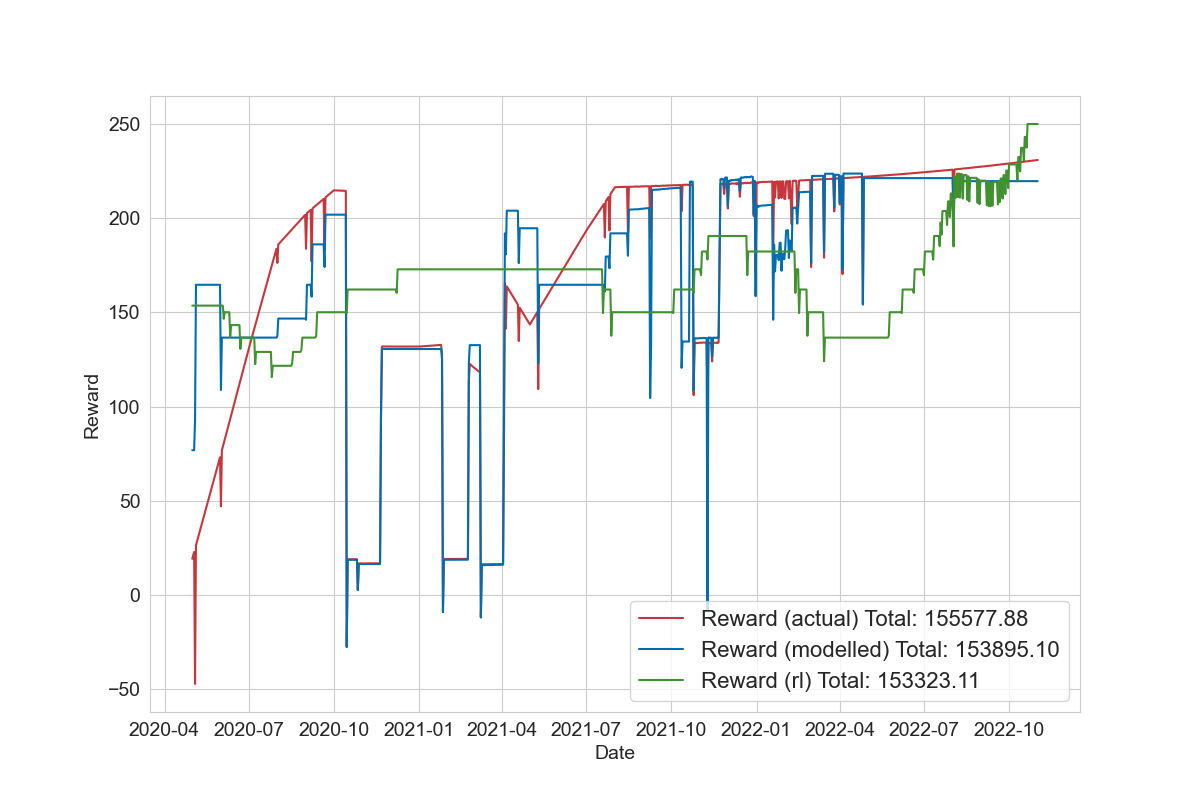 250
200
150
100
50
0
−50
Reward
Reward (actual) Total: 155577.88
Reward (modelled) Total: 153895.10
Reward (rl) Total: 153323.11
2020-04 2020-07 2020-10 2021-01 2021-04 2021-07 2021-10 2022-01 2022-04 2022-07 2022-10
Date